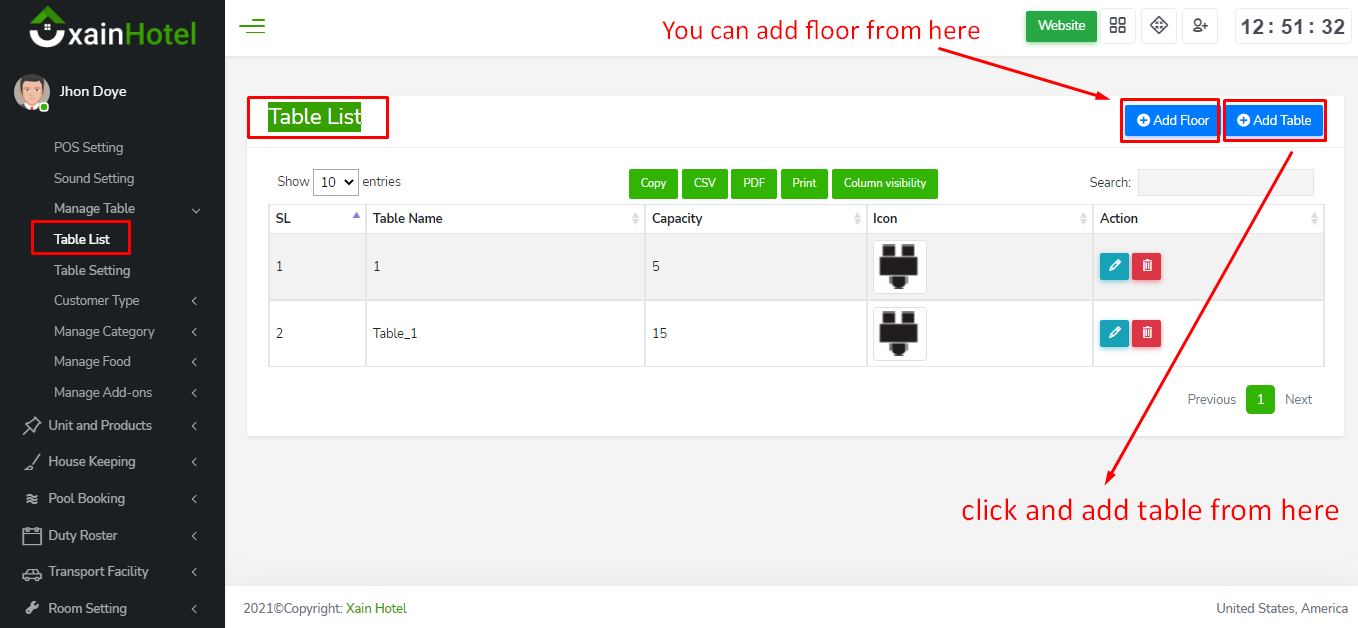 xainHotel
You can add floor from here
Website
12 : 51 : 32
Jhon Doye
Table List
Add Floor
Add Table
POS Setting
Sound Setting
Manage Table
Table List
Table Setting
Customer Type
Manage Category
Manage Food
Manage Add-ons
Unit and Products
House Keeping
Pool Booking
Duty Roster
Transport Facility
Room Setting
Show 10 entries
Copy CSV PDF Print Column visibility
Search:
SL Table Name Capacity Icon Action
1 1 5
2 Table_1 15
Previous 1 Next
click and add table from here
2021©Copyright: Xain Hotel
United States, America